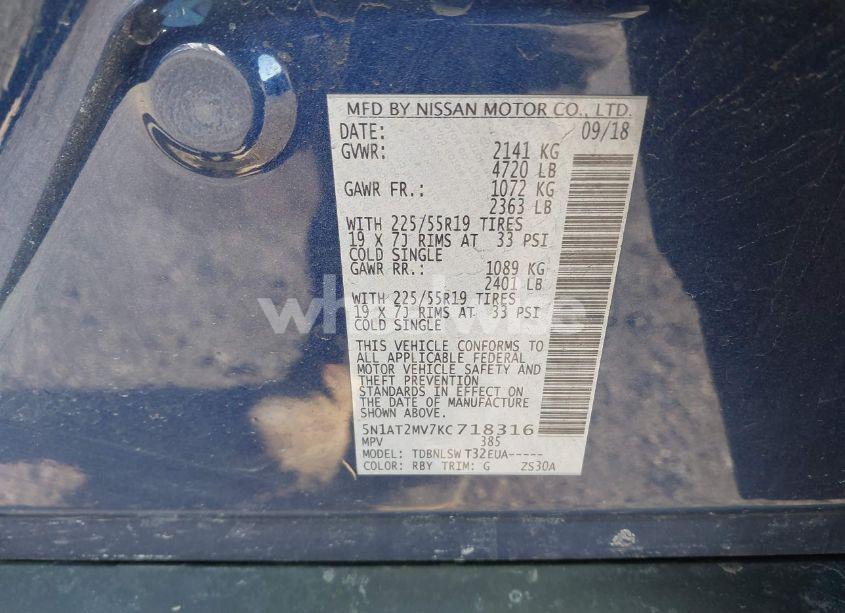 MFD BY NISSAN MOTOR CO., LTD.
DATE: 09/18
GVWR: 2141 KG
4720 LB
GAWR FR.: 1072 KG
2363 LB
WITH 225/55R19 TIRES
19 X 7J RIMS AT 33 PSI
COLD SINGLE
GAWR RR.: 1089 KG
2401 LB
WITH 225/55R19 TIRES
19 X 7J RIMS AT 33 PSI
COLD SINGLE
THIS VEHICLE CONFORMS TO
ALL APPLICABLE FEDERAL
MOTOR VEHICLE SAFETY AND
THEFT PREVENTION
STANDARDS IN EFFECT ON
THE DATE OF MANUFACTURE
SHOWN ABOVE.
5N1AT2MV7KC718316
MPV 385
MODEL: TDBNLSW T32EUA-----
COLOR: RBY TRIM: G ZS30A